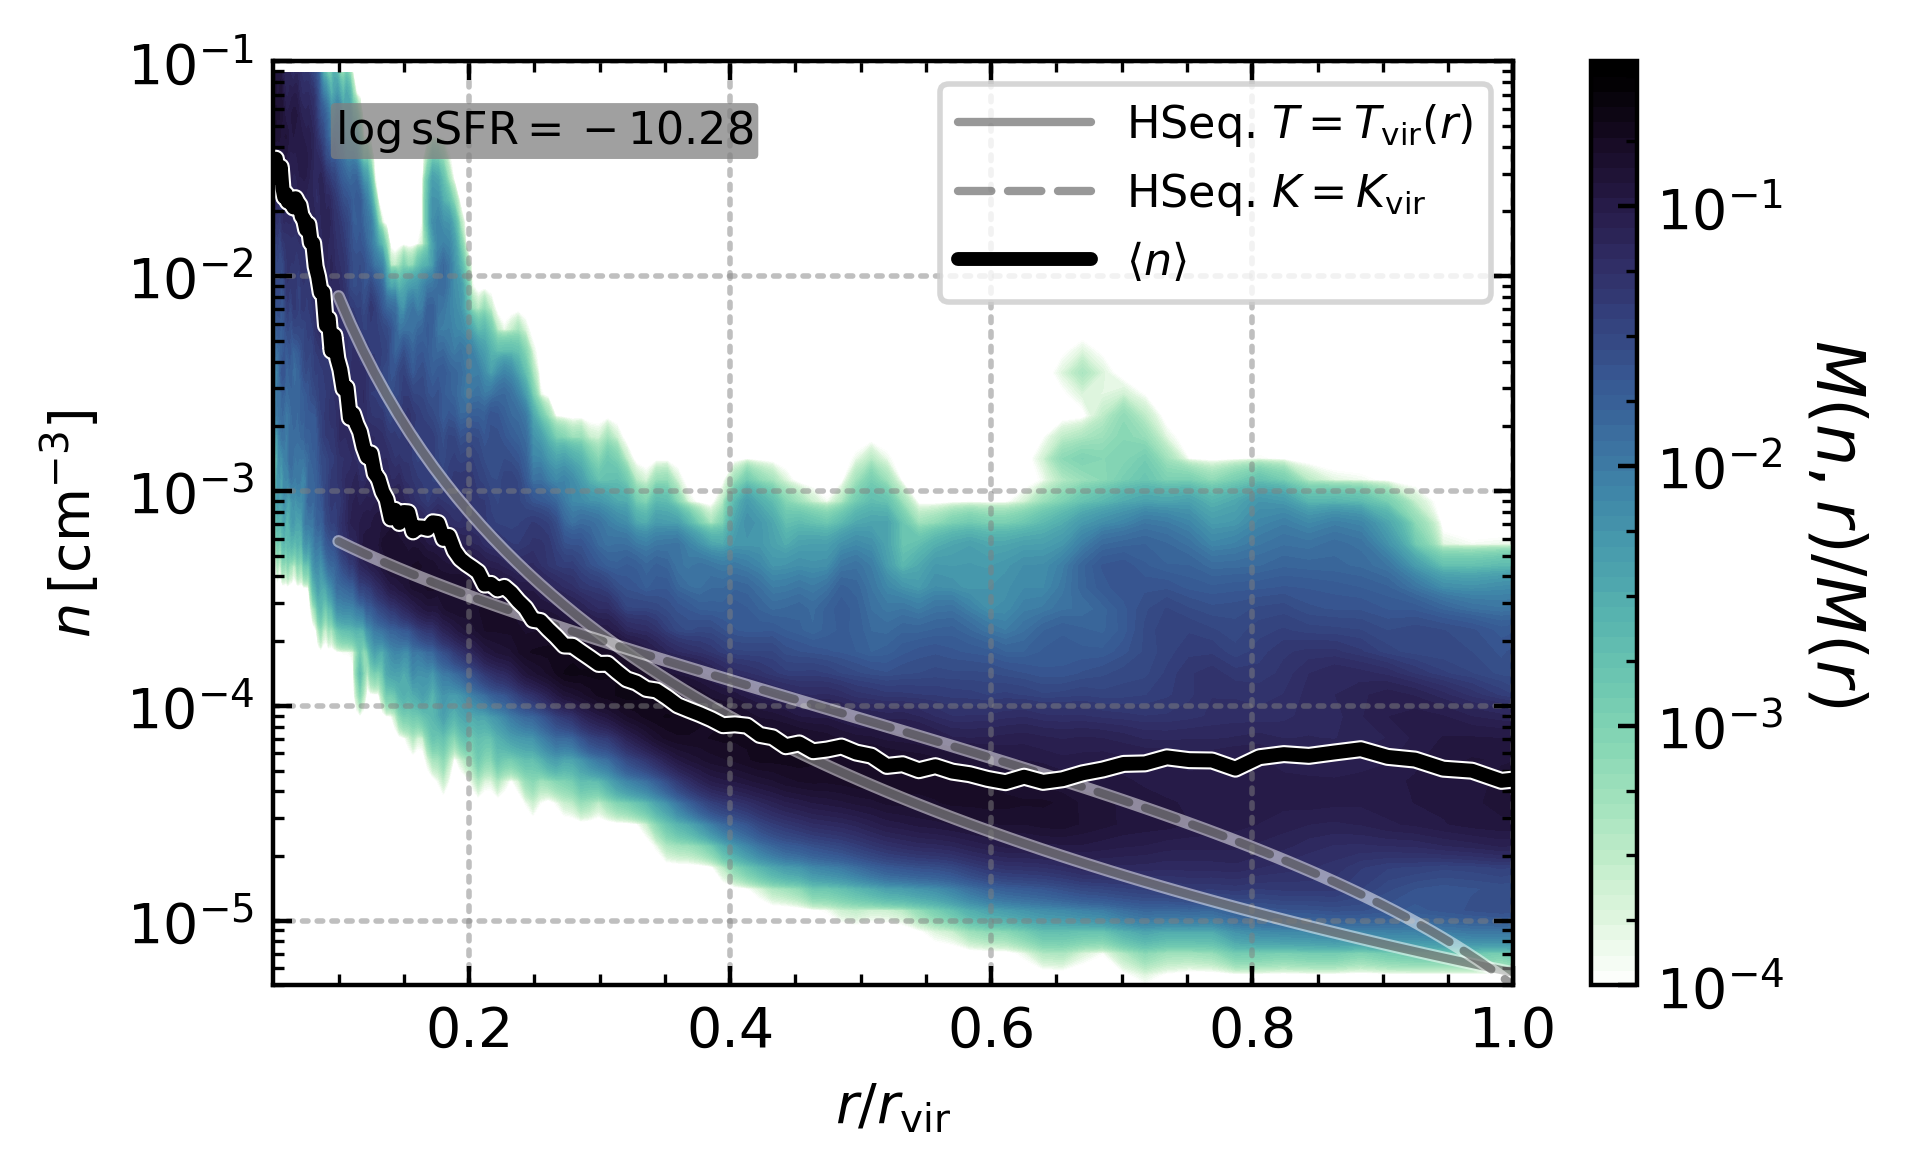 log sSFR = −10.28
HSeq. T = T_vir(r)
HSeq. K = K_vir
⟨n⟩
10⁻¹
10⁻²
10⁻³
10⁻⁴
10⁻⁵
n [cm⁻³]
0.2 0.4 0.6 0.8 1.0
r/r_vir
10⁻¹
10⁻²
10⁻³
10⁻⁴
M(n, r)/M(r)